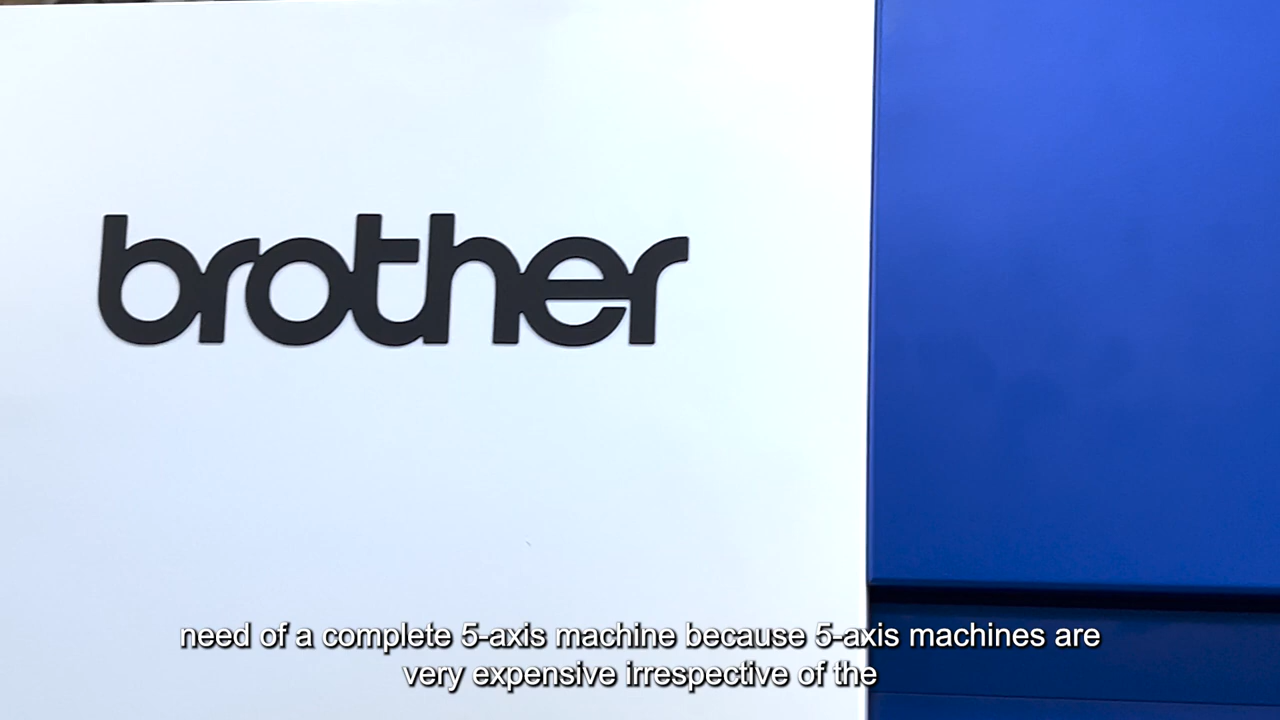 brother
need of a complete 5-axis machine because 5-axis machines are
very expensive irrespective of the